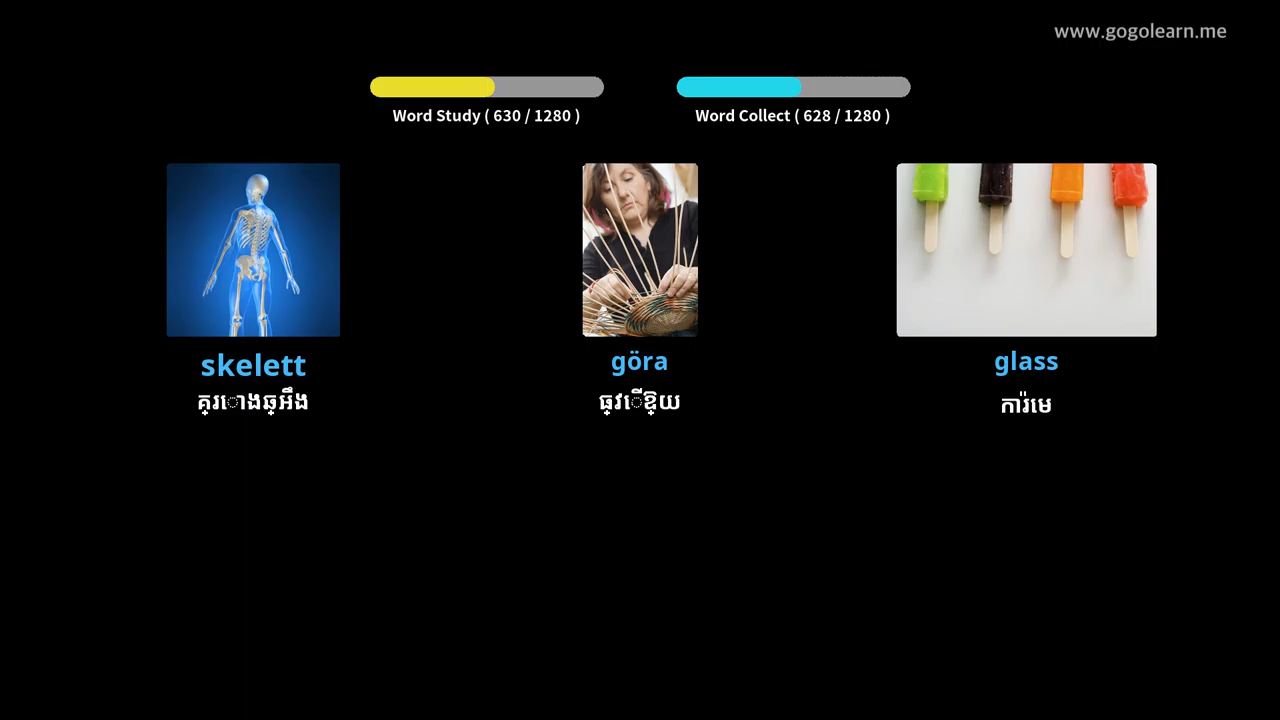 www.gogolearn.me
Word Study ( 630 / 1280 )
Word Collect ( 628 / 1280 )
skelett
göra
glass
គ្រោងឆ្អឹង
ធ្វើឱ្យ
ការ៉មេ